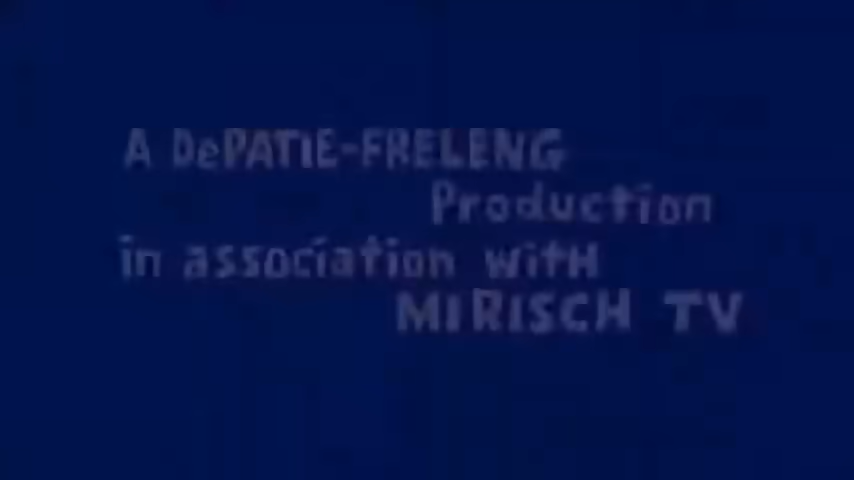 A DePATIE-FRELENG
Production
in association with
MIRISCH TV